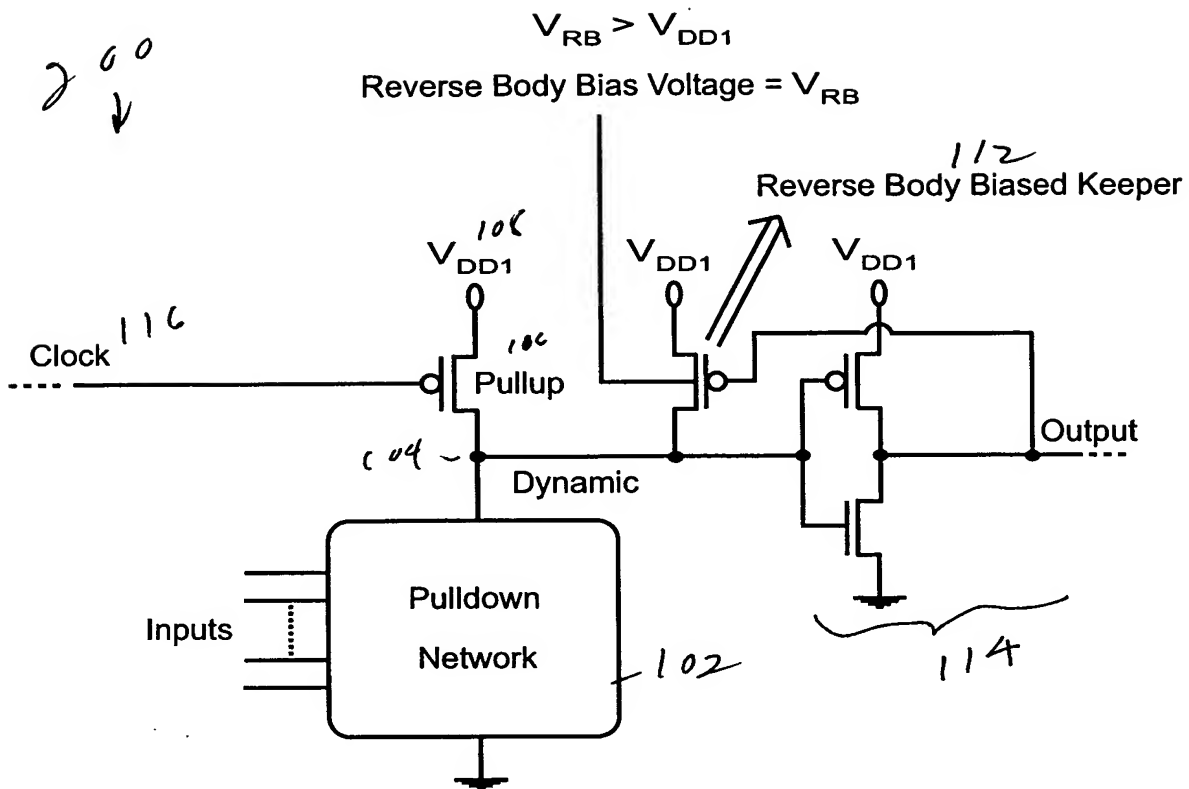 200
V_RB > V_DD1
Reverse Body Bias Voltage = V_RB
112
Reverse Body Biased Keeper
V_DD1 108
V_DD1
V_DD1
Clock 116
106
Pullup
104
Dynamic
Output
Inputs
Pulldown
Network
102
114